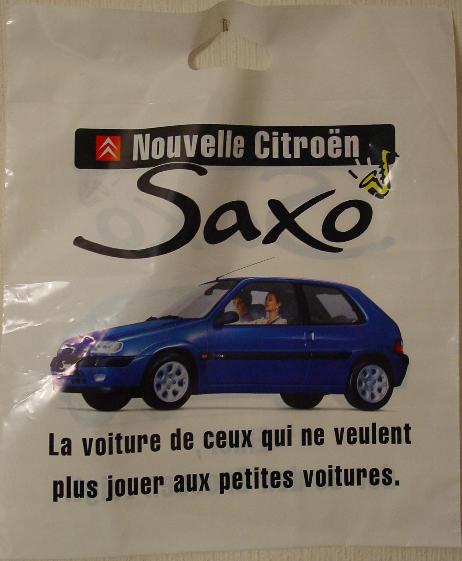 Nouvelle Citroën
Saxo
La voiture de ceux qui ne veulent
plus jouer aux petites voitures.